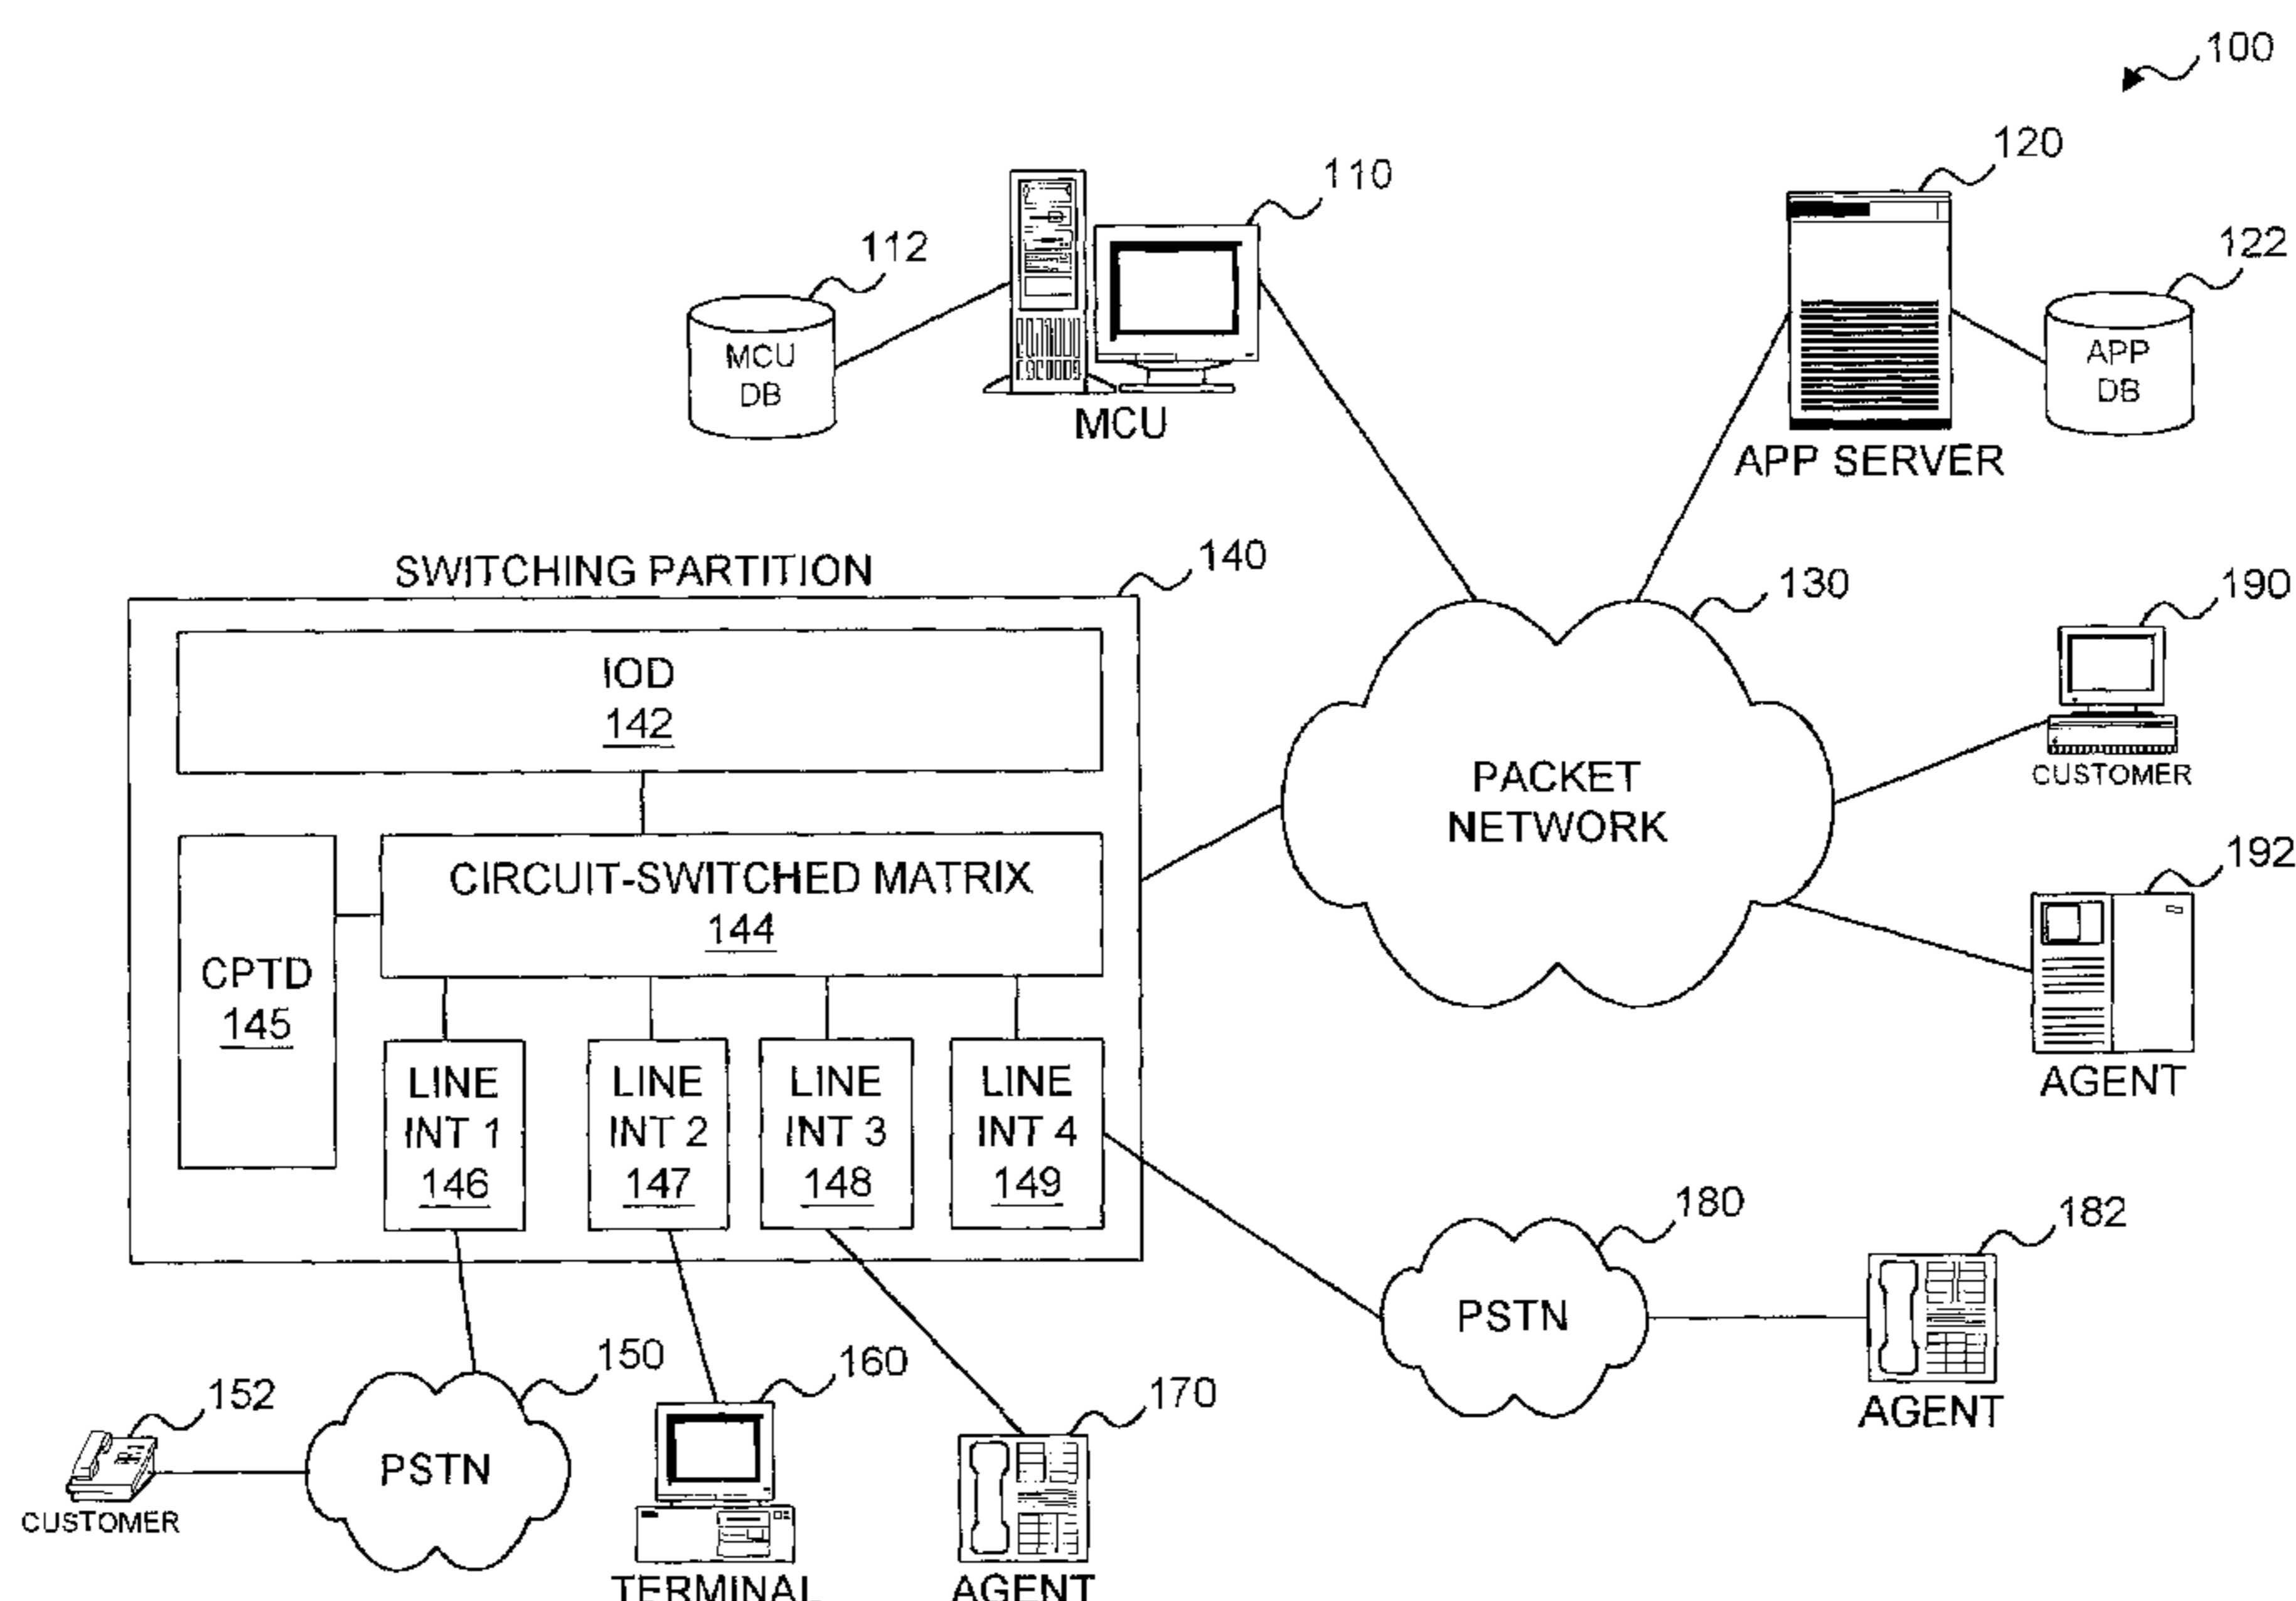 100
120
110
112
122
MCU
DB
APP
DB
MCU
APP SERVER
SWITCHING PARTITION
140
130
190
IOD
142
PACKET
NETWORK
CUSTOMER
CIRCUIT-SWITCHED MATRIX
144
192
CPTD
145
LINE
INT 1
146
LINE
INT 2
147
LINE
INT 3
148
LINE
INT 4
149
AGENT
180
182
PSTN
AGENT
150
160
170
152
PSTN
CUSTOMER
TERMINAL
AGENT